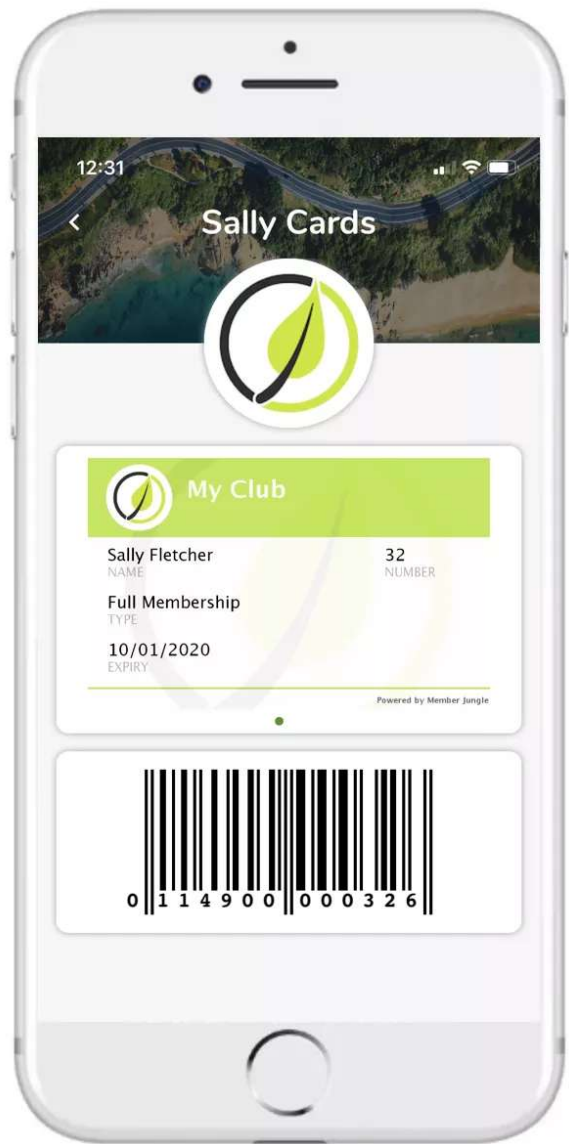 12:31
Sally Cards
My Club
Sally Fletcher 32
NAME NUMBER
Full Membership
TYPE
10/01/2020
EXPIRY
Powered by Member Jungle
0 114900 000326